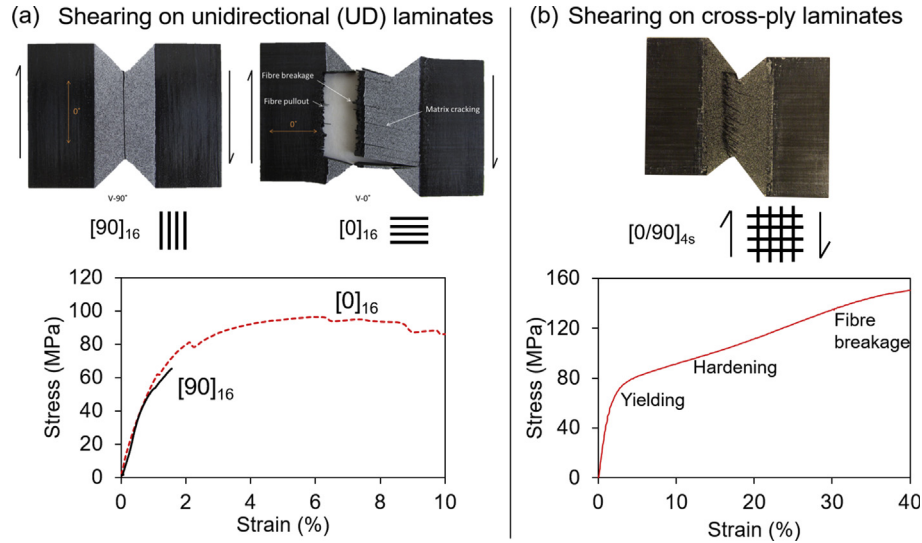 (a) Shearing on unidirectional (UD) laminates
Fibre breakage
Fibre pullout
Matrix cracking
0°
0°
V-90°
V-0°
[90]16
[0]16
Stress (MPa)
120
100
80
60
40
20
0
[0]16
[90]16
0 2 4 6 8 10
Strain (%)
(b) Shearing on cross-ply laminates
[0/90]4s
Stress (MPa)
160
120
80
40
0
Yielding
Hardening
Fibre
breakage
0 10 20 30 40
Strain (%)